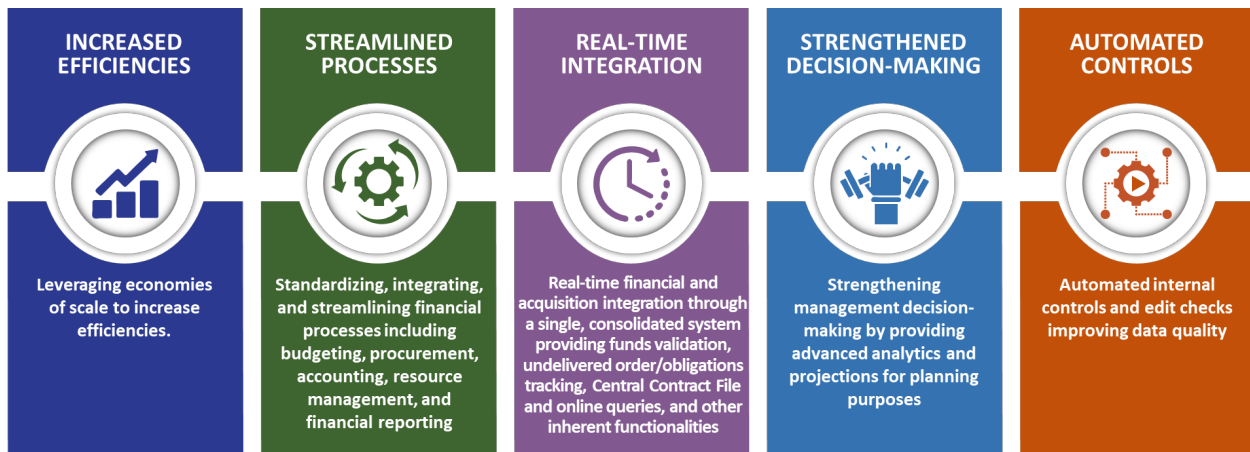 INCREASED
EFFICIENCIES
Leveraging economies
of scale to increase
efficiencies.
STREAMLINED
PROCESSES
Standardizing, integrating,
and streamlining financial
processes including
budgeting, procurement,
accounting, resource
management, and
financial reporting
REAL-TIME
INTEGRATION
Real-time financial and
acquisition integration through
a single, consolidated system
providing funds validation,
undelivered order/obligations
tracking, Central Contract File
and online queries, and other
inherent functionalities
STRENGTHENED
DECISION-MAKING
Strengthening
management decision-
making by providing
advanced analytics and
projections for planning
purposes
AUTOMATED
CONTROLS
Automated internal
controls and edit checks
improving data quality